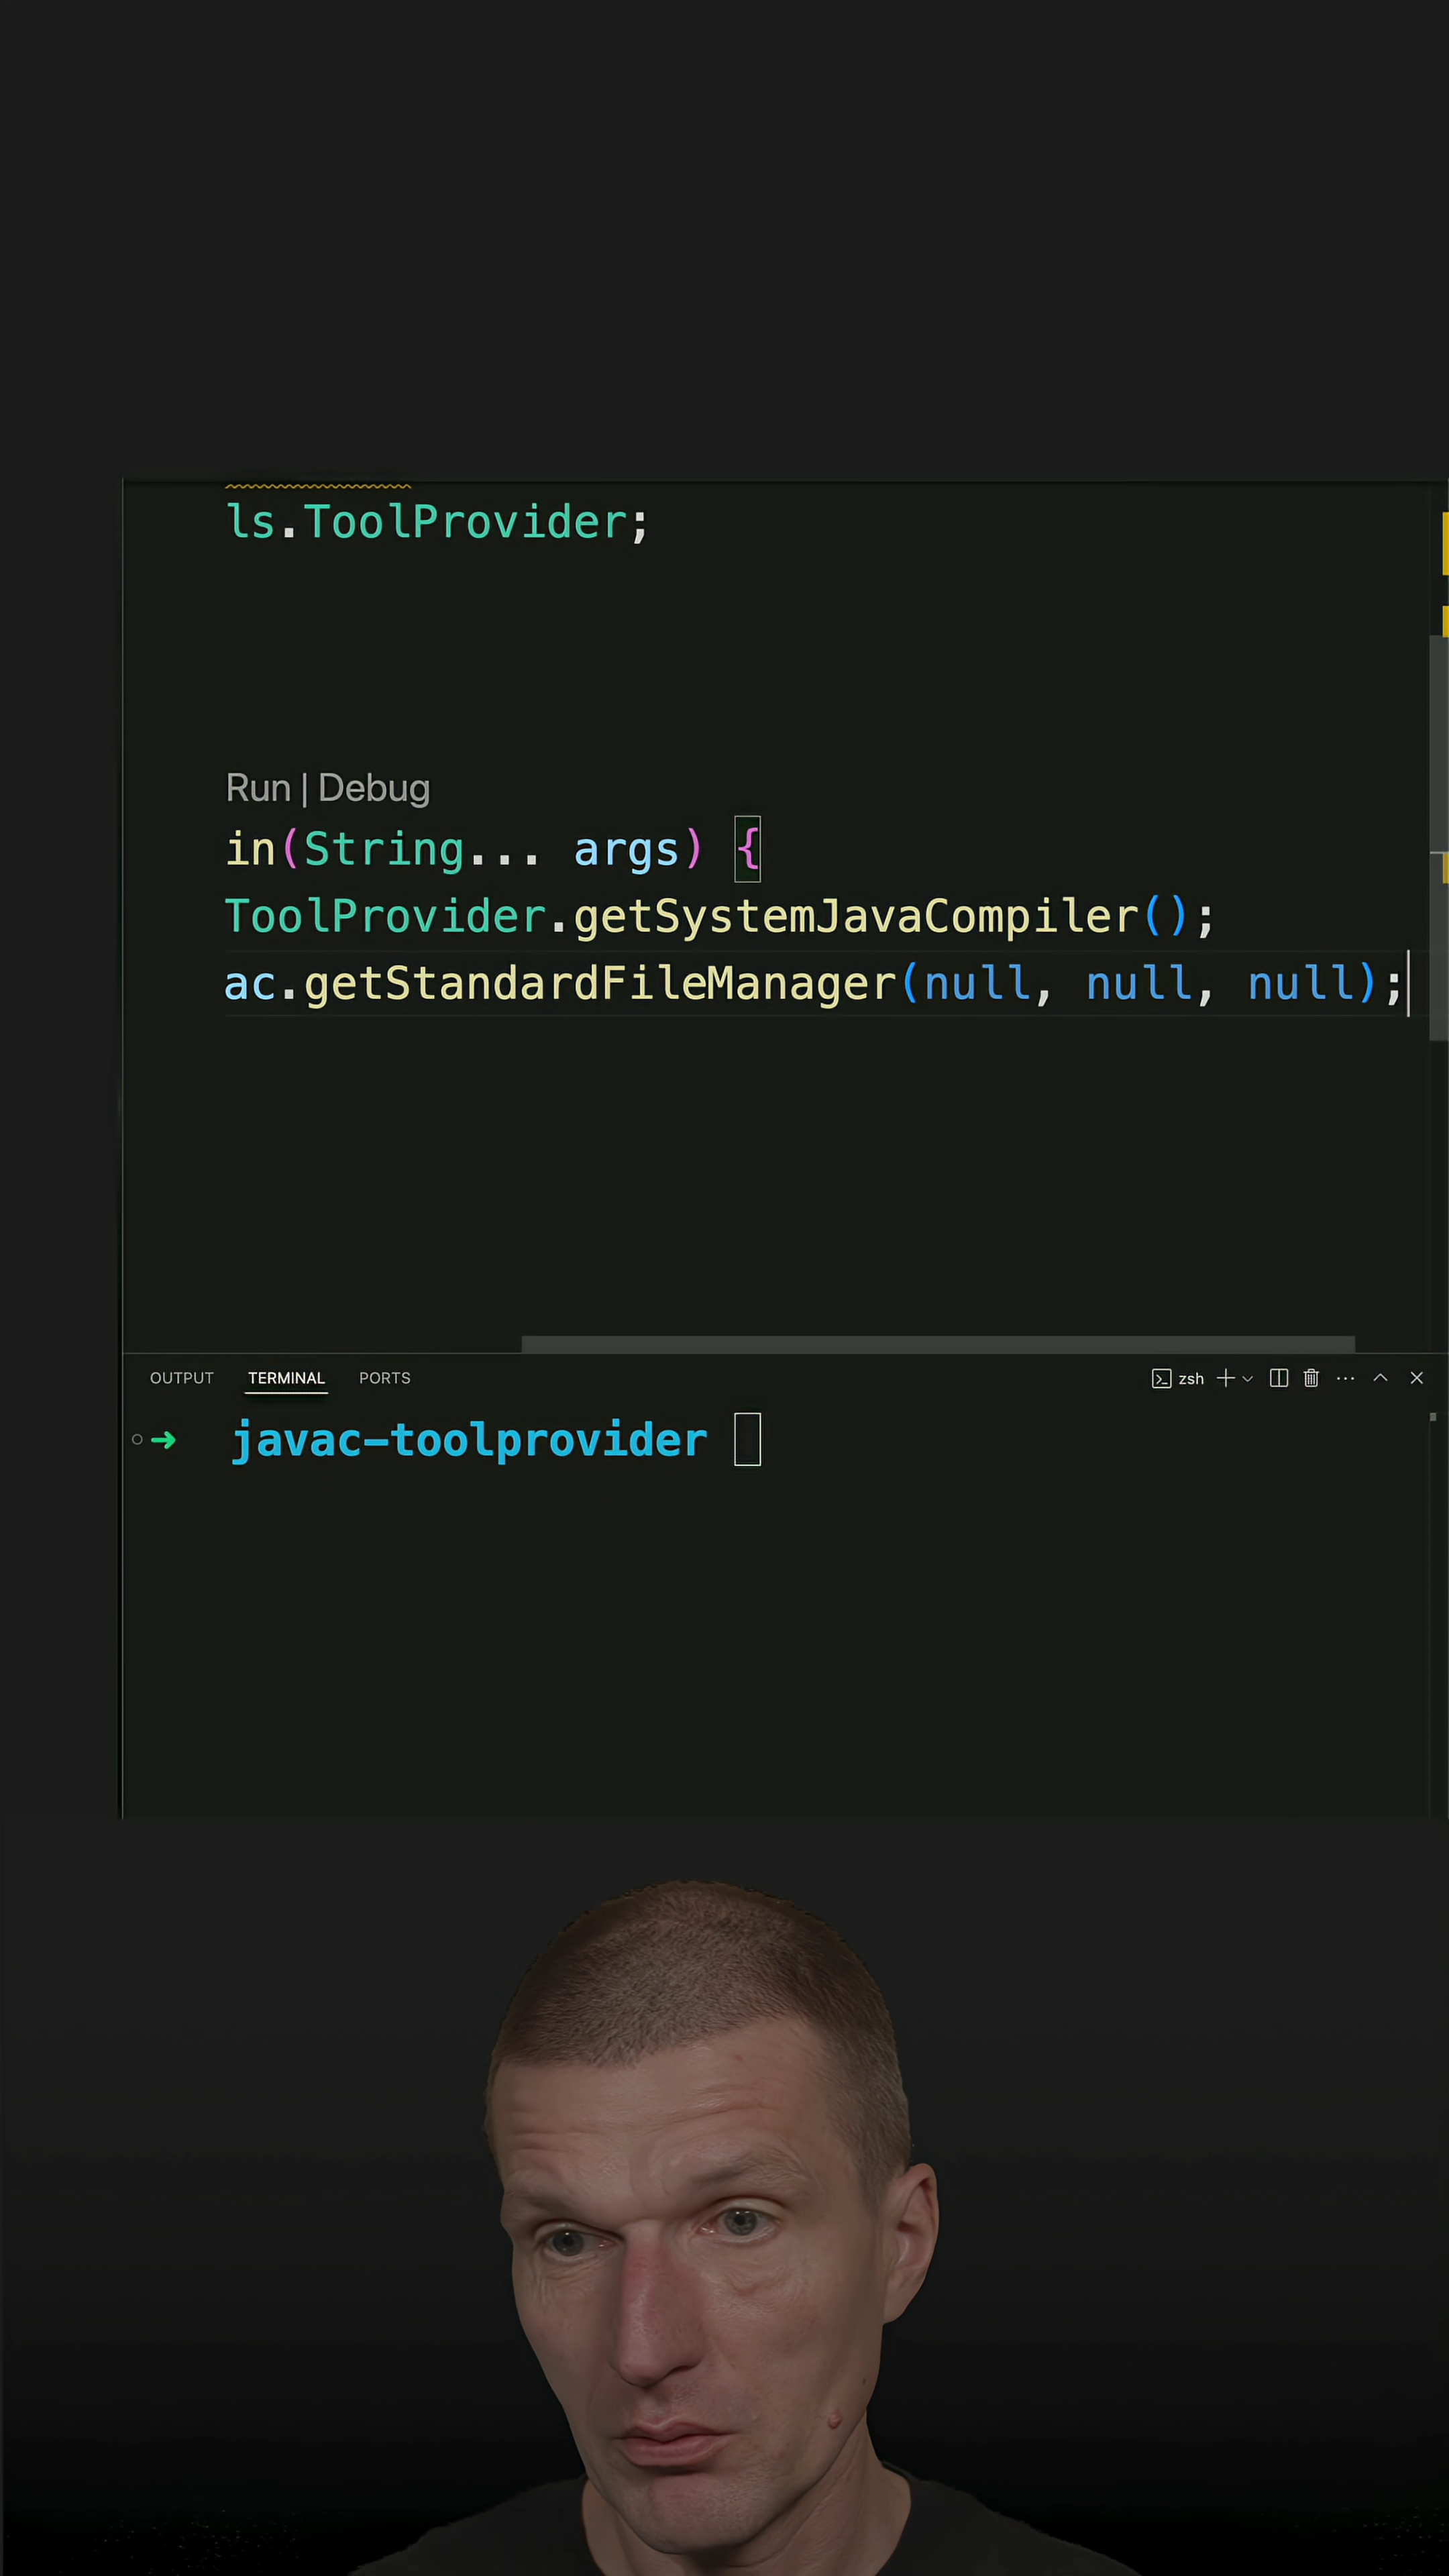 ls.ToolProvider;
Run | Debug
in(String... args) {
ToolProvider.getSystemJavaCompiler();
ac.getStandardFileManager(null, null, null);
OUTPUT TERMINAL PORTS zsh
javac-toolprovider